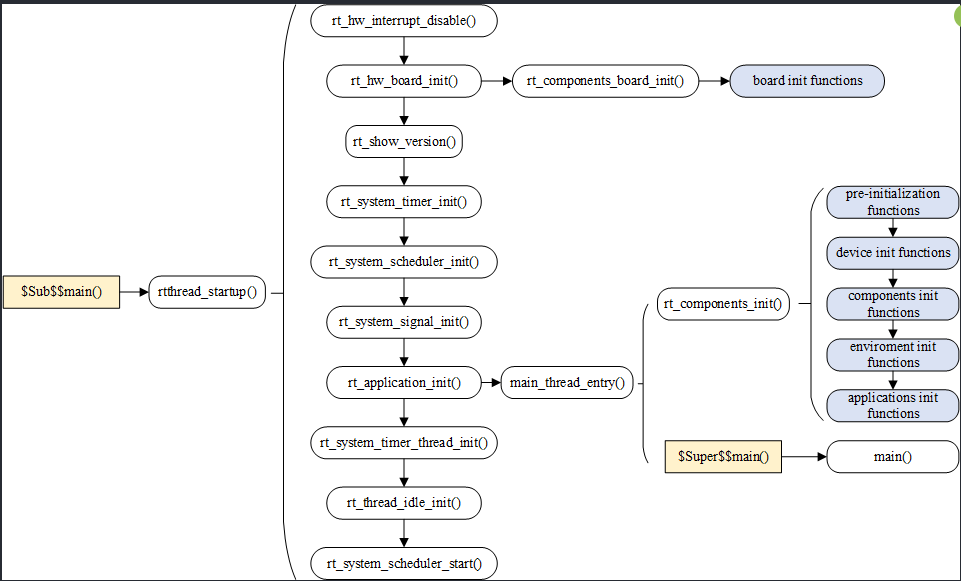 rt_hw_interrupt_disable()
rt_hw_board_init()
rt_components_board_init()
board init functions
rt_show_version()
rt_system_timer_init()
rt_system_scheduler_init()
$Sub$$main()
rtthread_startup()
rt_system_signal_init()
rt_application_init()
main_thread_entry()
rt_system_timer_thread_init()
rt_thread_idle_init()
rt_system_scheduler_start()
rt_components_init()
pre-initialization
functions
device init functions
components init
functions
enviroment init
functions
applications init
functions
$Super$$main()
main()